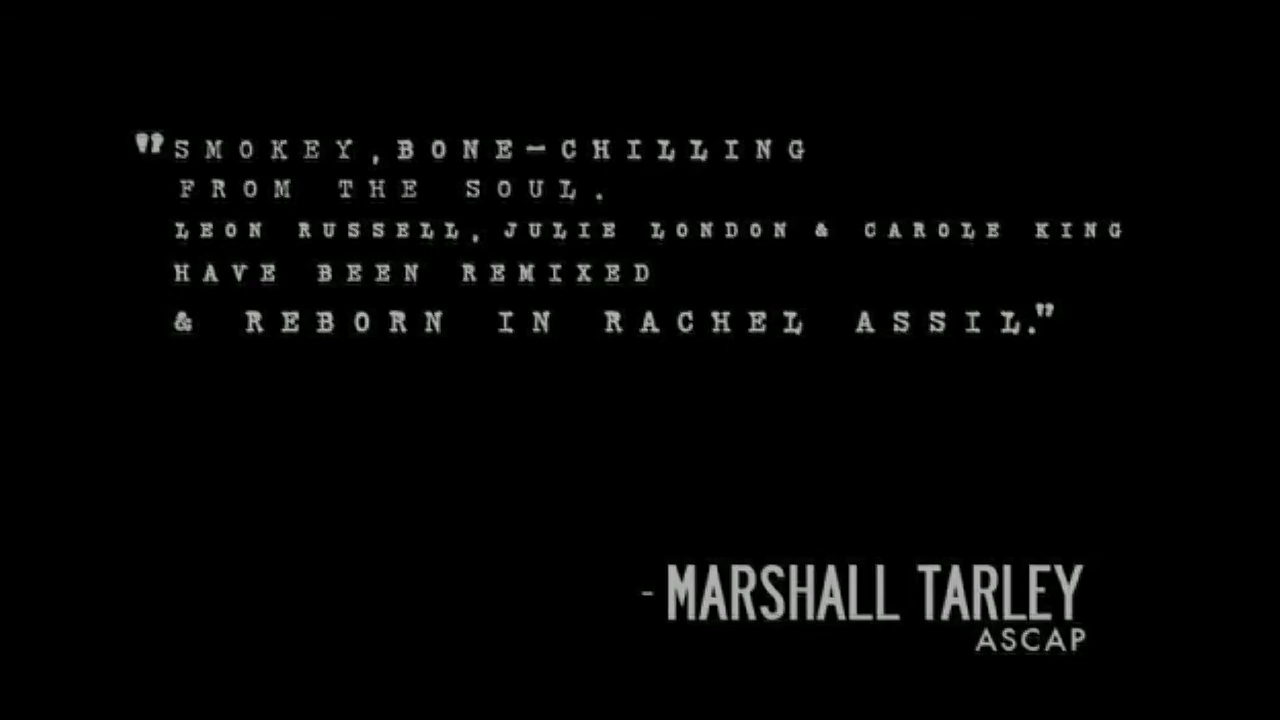 "SMOKEY, BONE-CHILLING
FROM THE SOUL.
LEON RUSSELL, JULIE LONDON & CAROLE KING
HAVE BEEN REMIXED
& REBORN IN RACHEL ASSIL."
- MARSHALL TARLEY
ASCAP